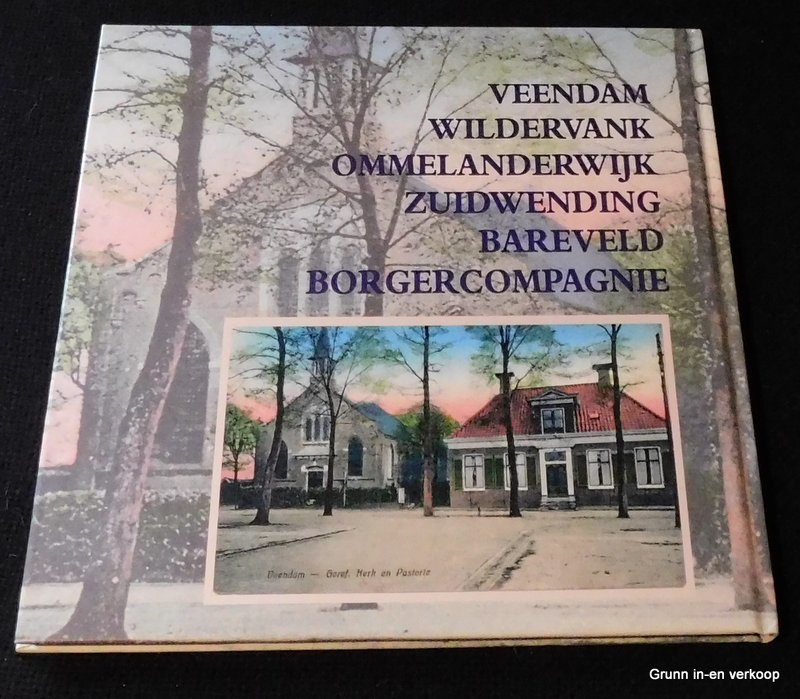 VEENDAM
WILDERVANK
OMMELANDERWIJK
ZUIDWENDING
BAREVELD
BORGERCOMPAGNIE
Veendam — Geref. Kerk en Pastorie
Grunn in-en verkoop